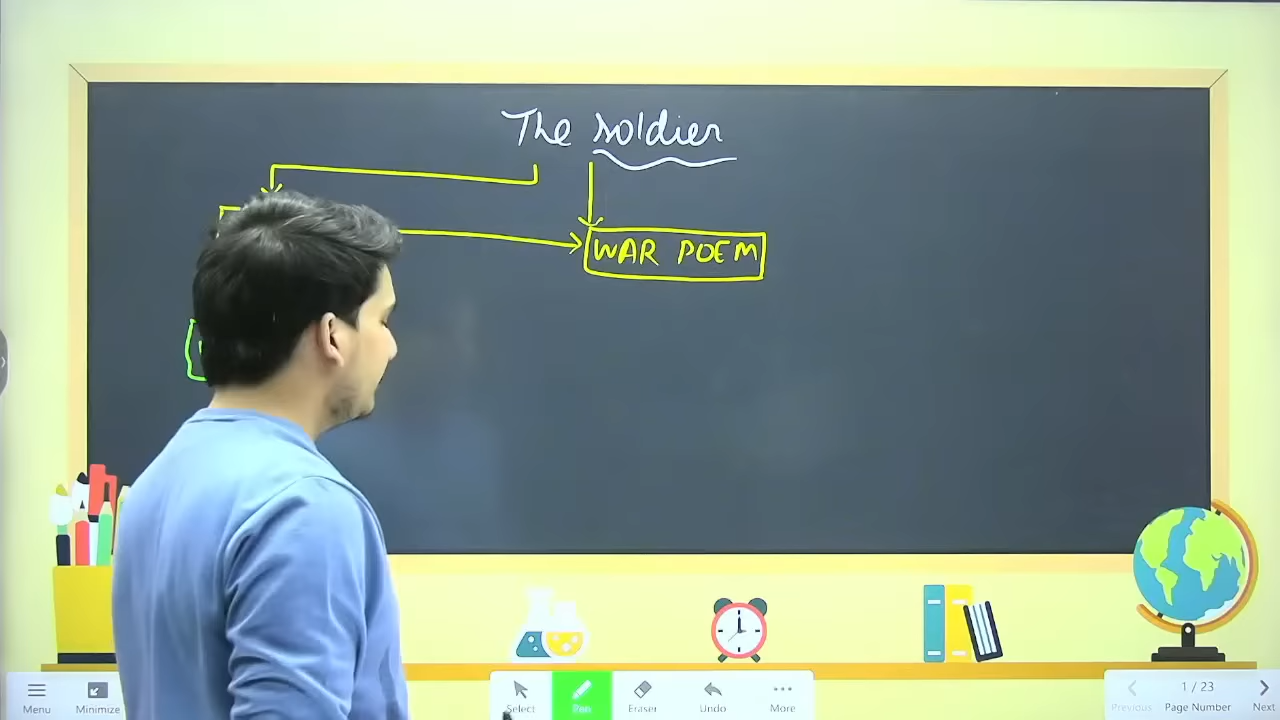 The soldier
WAR POEM
Menu
Minimize
Select
Pen
Eraser
Undo
More
Previous
1 / 23
Page Number
Next